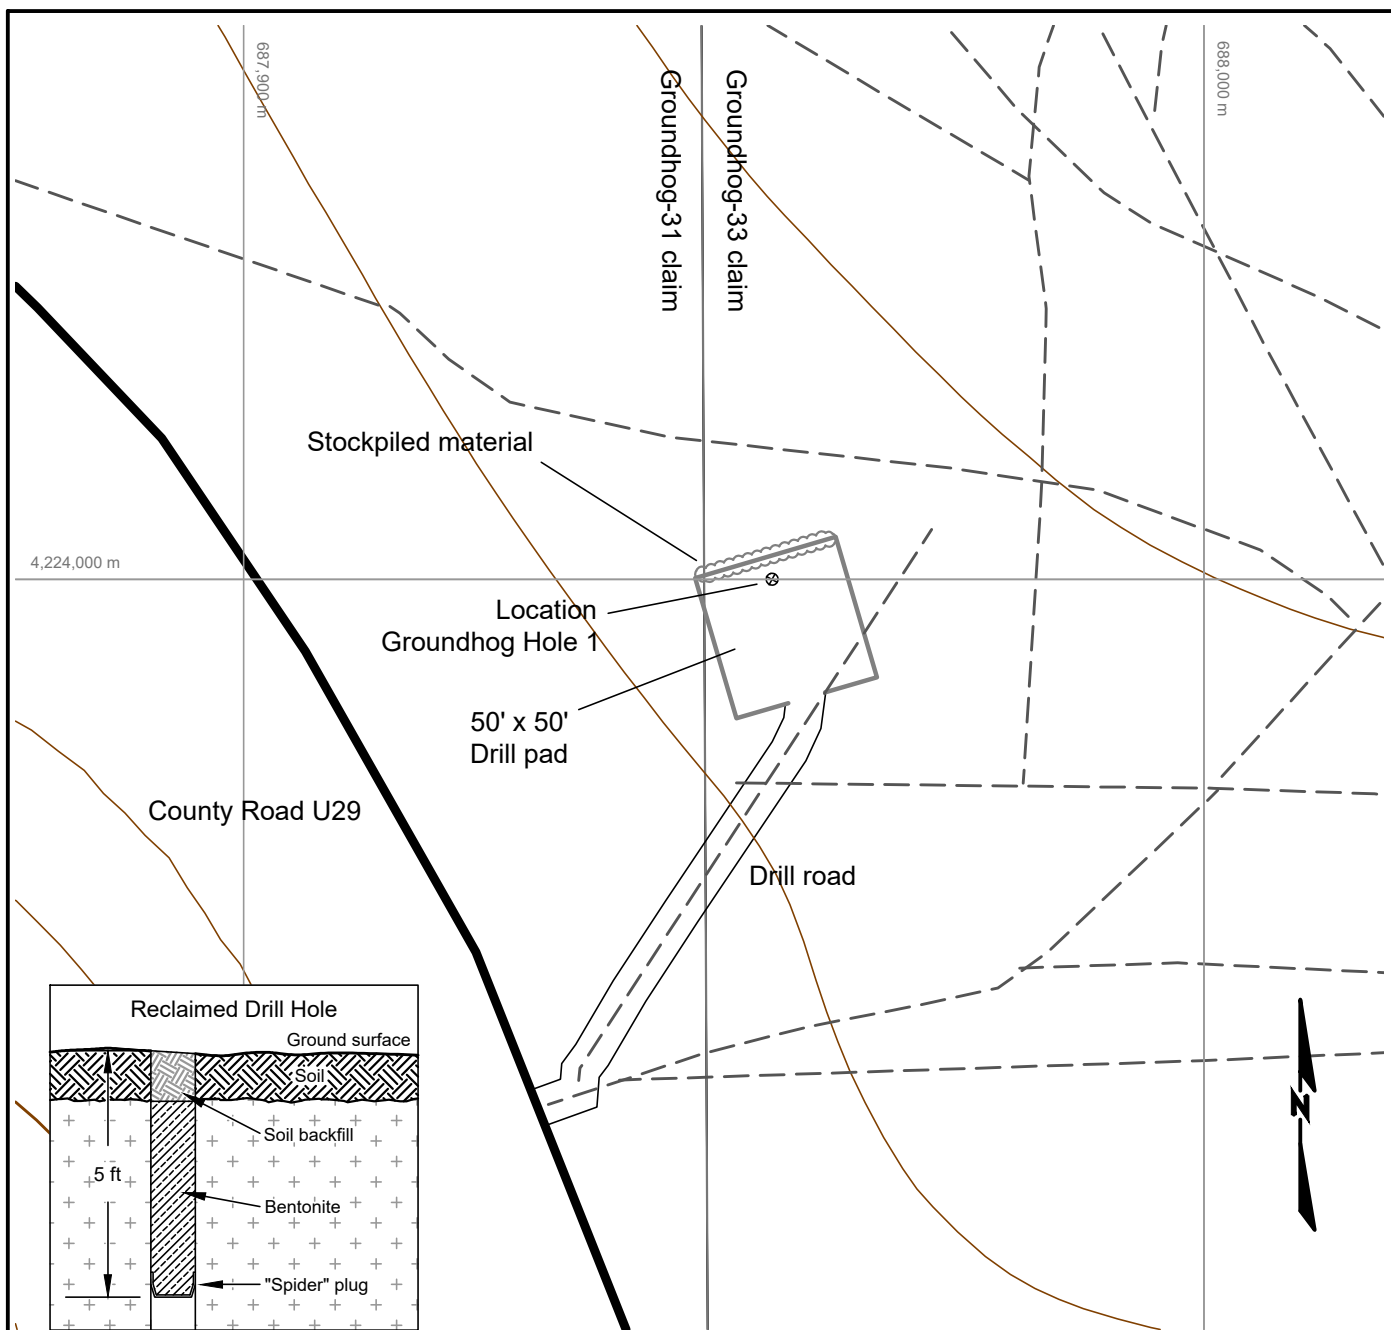 687,900 m
688,000 m
Groundhog-31 claim
Groundhog-33 claim
Stockpiled material
4,224,000 m
Location
Groundhog Hole 1
50' x 50'
Drill pad
County Road U29
Drill road
Reclaimed Drill Hole
Ground surface
Soil
Soil backfill
5 ft
Bentonite
"Spider" plug
N